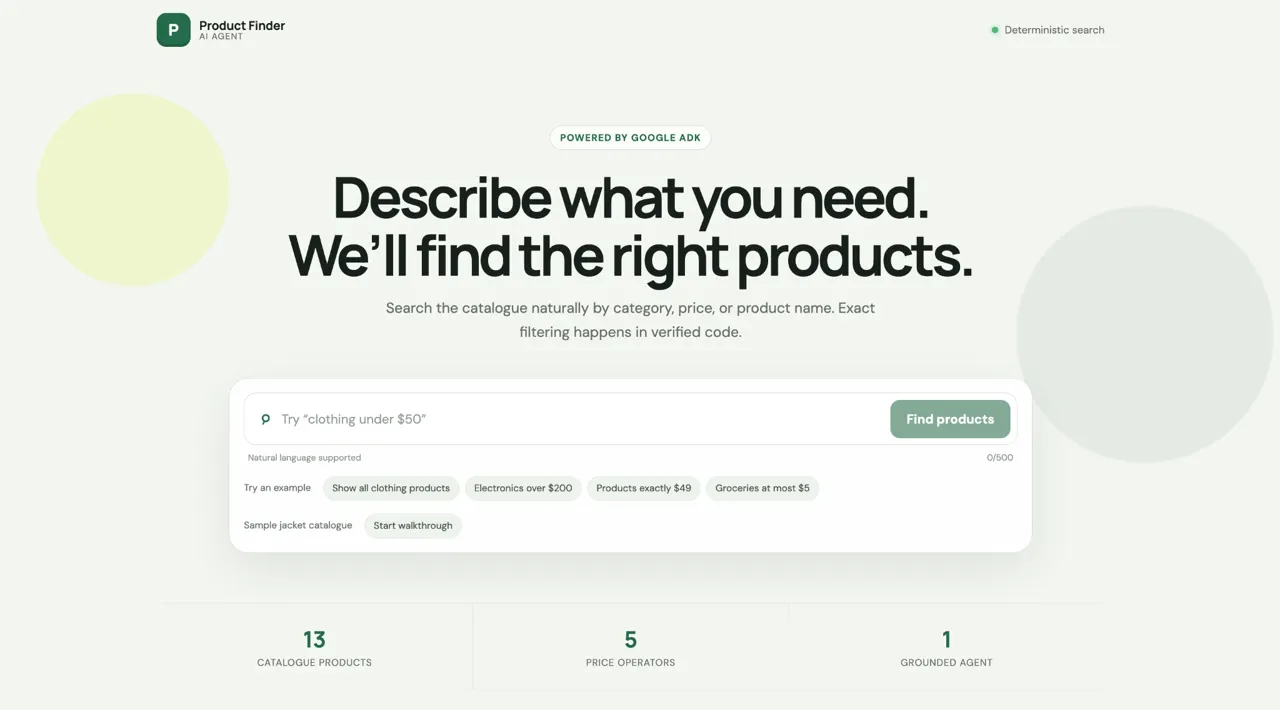 P
Product Finder
AI AGENT
Deterministic search
POWERED BY GOOGLE ADK
Describe what you need.
We’ll find the right products.
Search the catalogue naturally by category, price, or product name. Exact
filtering happens in verified code.
Try “clothing under $50”
Find products
Natural language supported
0/500
Try an example
Show all clothing products
Electronics over $200
Products exactly $49
Groceries at most $5
Sample jacket catalogue
Start walkthrough
13
CATALOGUE PRODUCTS
5
PRICE OPERATORS
1
GROUNDED AGENT